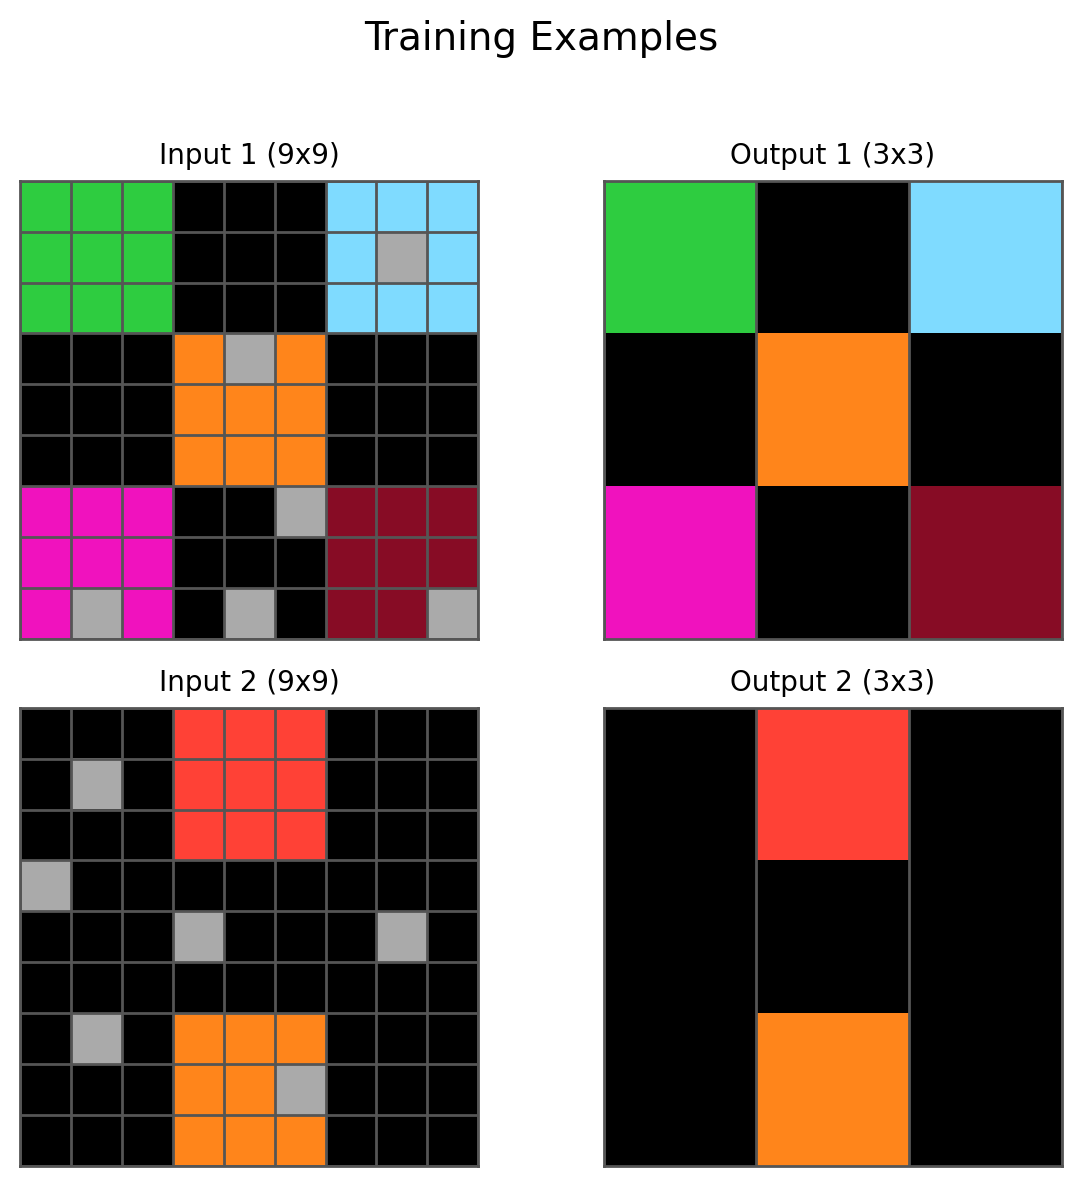 Training Examples
Input 1 (9x9)
Output 1 (3x3)
Input 2 (9x9)
Output 2 (3x3)